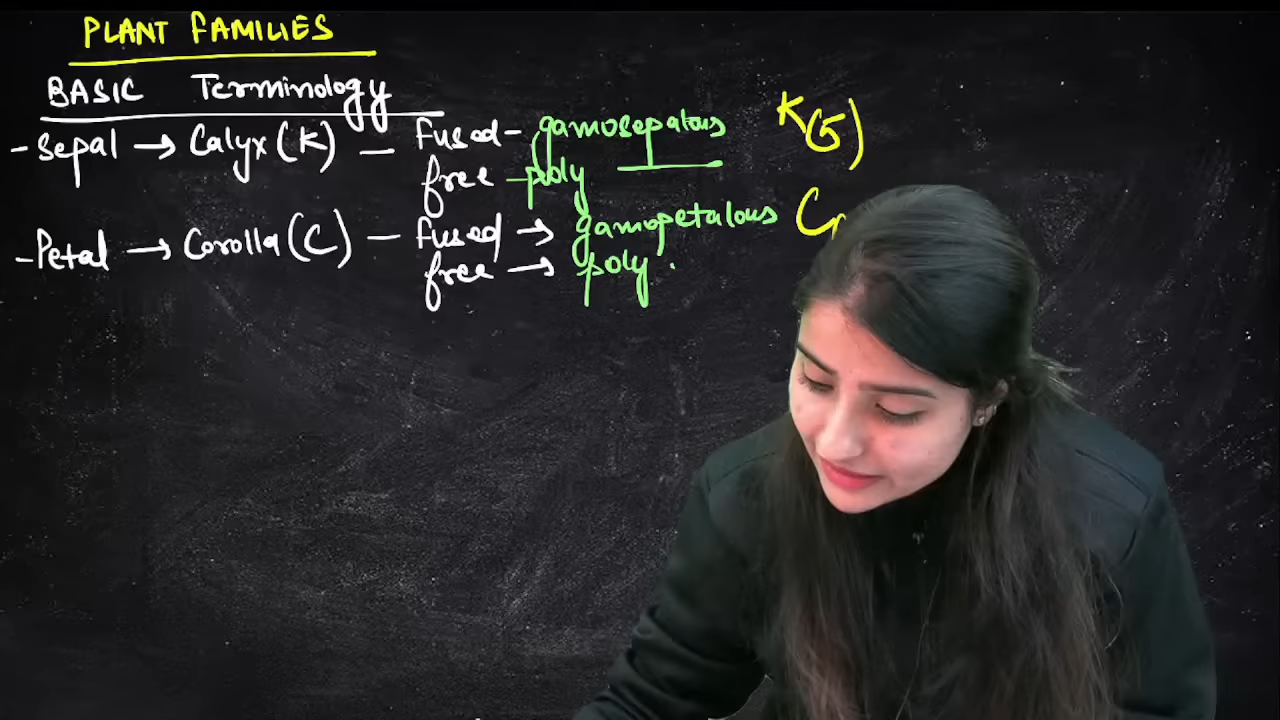 PLANT FAMILIES
BASIC Terminology
- Sepal → Calyx (K) — fused - gamosepalous K(5)
free - poly
- Petal → Corolla (C) — fused → gamopetalous C
free → poly.